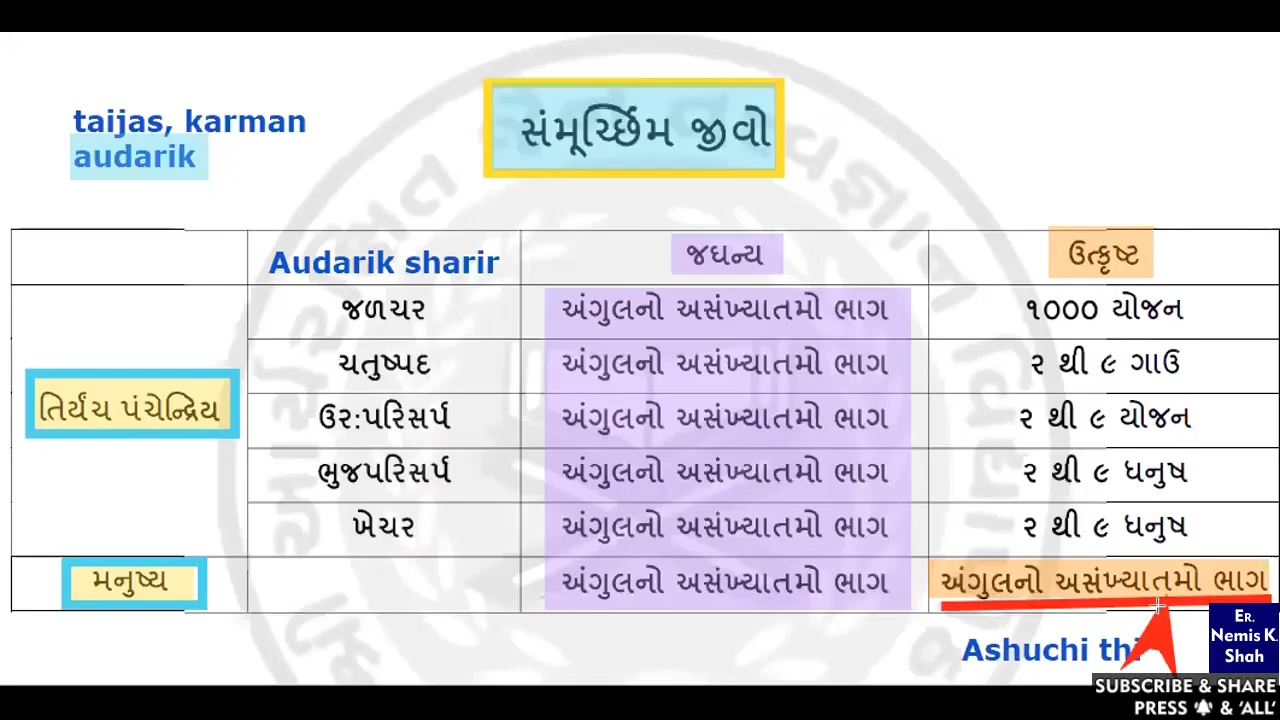 taijas, karman
audarik
સંમૂર્ચ્છિમ જીવો
Audarik sharir જઘન્ય ઉત્કૃષ્ટ
જળચર અંગુલનો અસંખ્યાતમો ભાગ ૧૦૦૦ યોજન
ચતુષ્પદ અંગુલનો અસંખ્યાતમો ભાગ ૨ થી ૯ ગાઉ
તિર્યંચ પંચેન્દ્રિય ઉર:પરિસર્પ અંગુલનો અસંખ્યાતમો ભાગ ૨ થી ૯ યોજન
ભુજપરિસર્પ અંગુલનો અસંખ્યાતમો ભાગ ૨ થી ૯ ધનુષ
ખેચર અંગુલનો અસંખ્યાતમો ભાગ ૨ થી ૯ ધનુષ
મનુષ્ય અંગુલનો અસંખ્યાતમો ભાગ અંગુલનો અસંખ્યાતમો ભાગ
Ashuchi thi
ER.
Nemis K.
Shah
SUBSCRIBE & SHARE
PRESS & 'ALL'